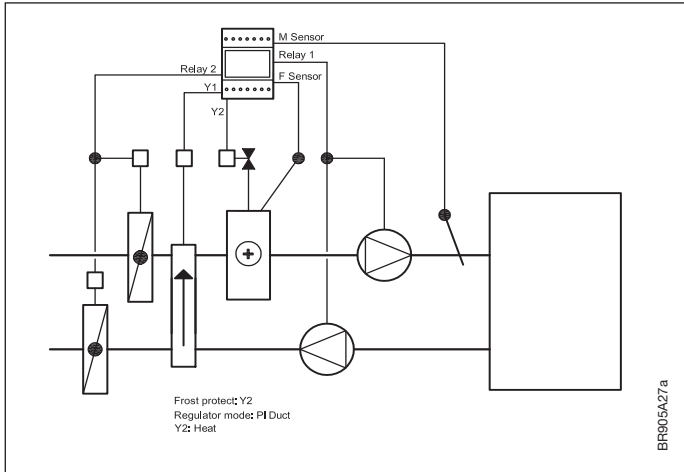 M Sensor
Relay 1
Relay 2
F Sensor
Y1
Y2
Frost protect: Y2
Regulator mode: PI Duct
Y2: Heat
BR905A27a